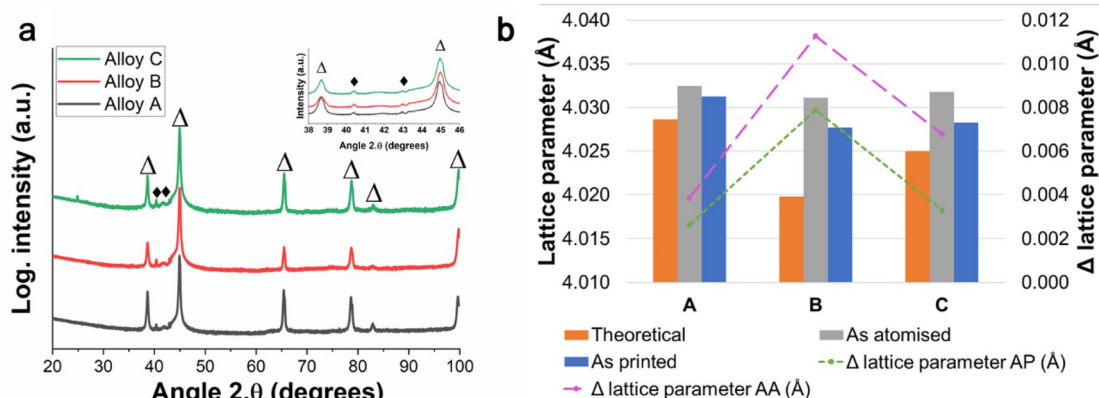 a
Alloy C
Alloy B
Alloy A
Log. intensity (a.u.)
Δ
Δ
Δ
Δ
Δ
Δ
20 30 40 50 60 70 80 90 100
Angle 2.θ (degrees)
Intensity (a.u.)
Δ
Δ
38 39 40 41 42 43 44 45 46
Angle 2.θ (degrees)
b
Lattice parameter (Å)
4.040
4.035
4.030
4.025
4.020
4.015
4.010
0.012
0.010
0.008
0.006
0.004
0.002
0.000
Δ lattice parameter (Å)
A B C
Theoretical
As atomised
As printed
Δ lattice parameter AP (Å)
Δ lattice parameter AA (Å)